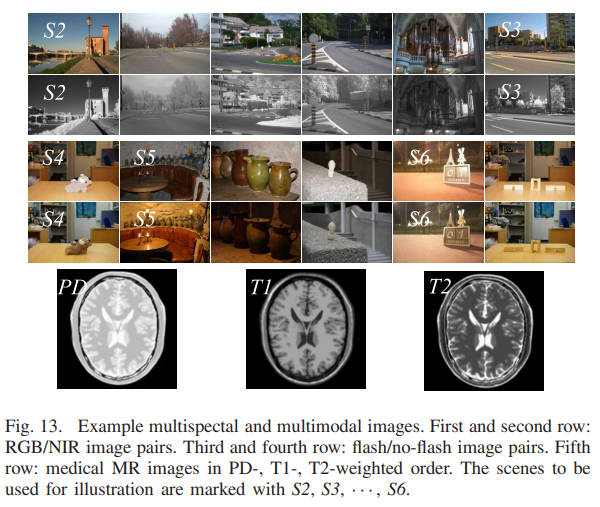 S2
S3
S2
S3
S4
S5
S6
S4
S5
S6
PD
T1
T2
Fig. 13. Example multispectal and multimodal images. First and second row:
RGB/NIR image pairs. Third and fourth row: flash/no-flash image pairs. Fifth
row: medical MR images in PD-, T1-, T2-weighted order. The scenes to be
used for illustration are marked with S2, S3, ···, S6.